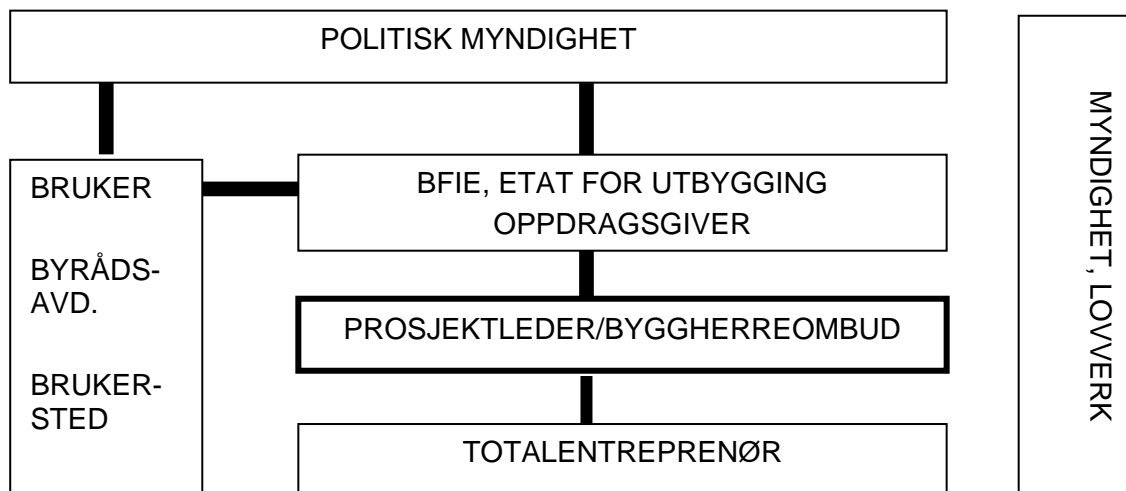 POLITISK MYNDIGHET
BRUKER
BYRÅDS-
AVD.
BRUKER-
STED
BFIE, ETAT FOR UTBYGGING
OPPDRAGSGIVER
PROSJEKTLEDER/BYGGHERREOMBUD
TOTALENTREPRENØR
MYNDIGHET, LOVVERK